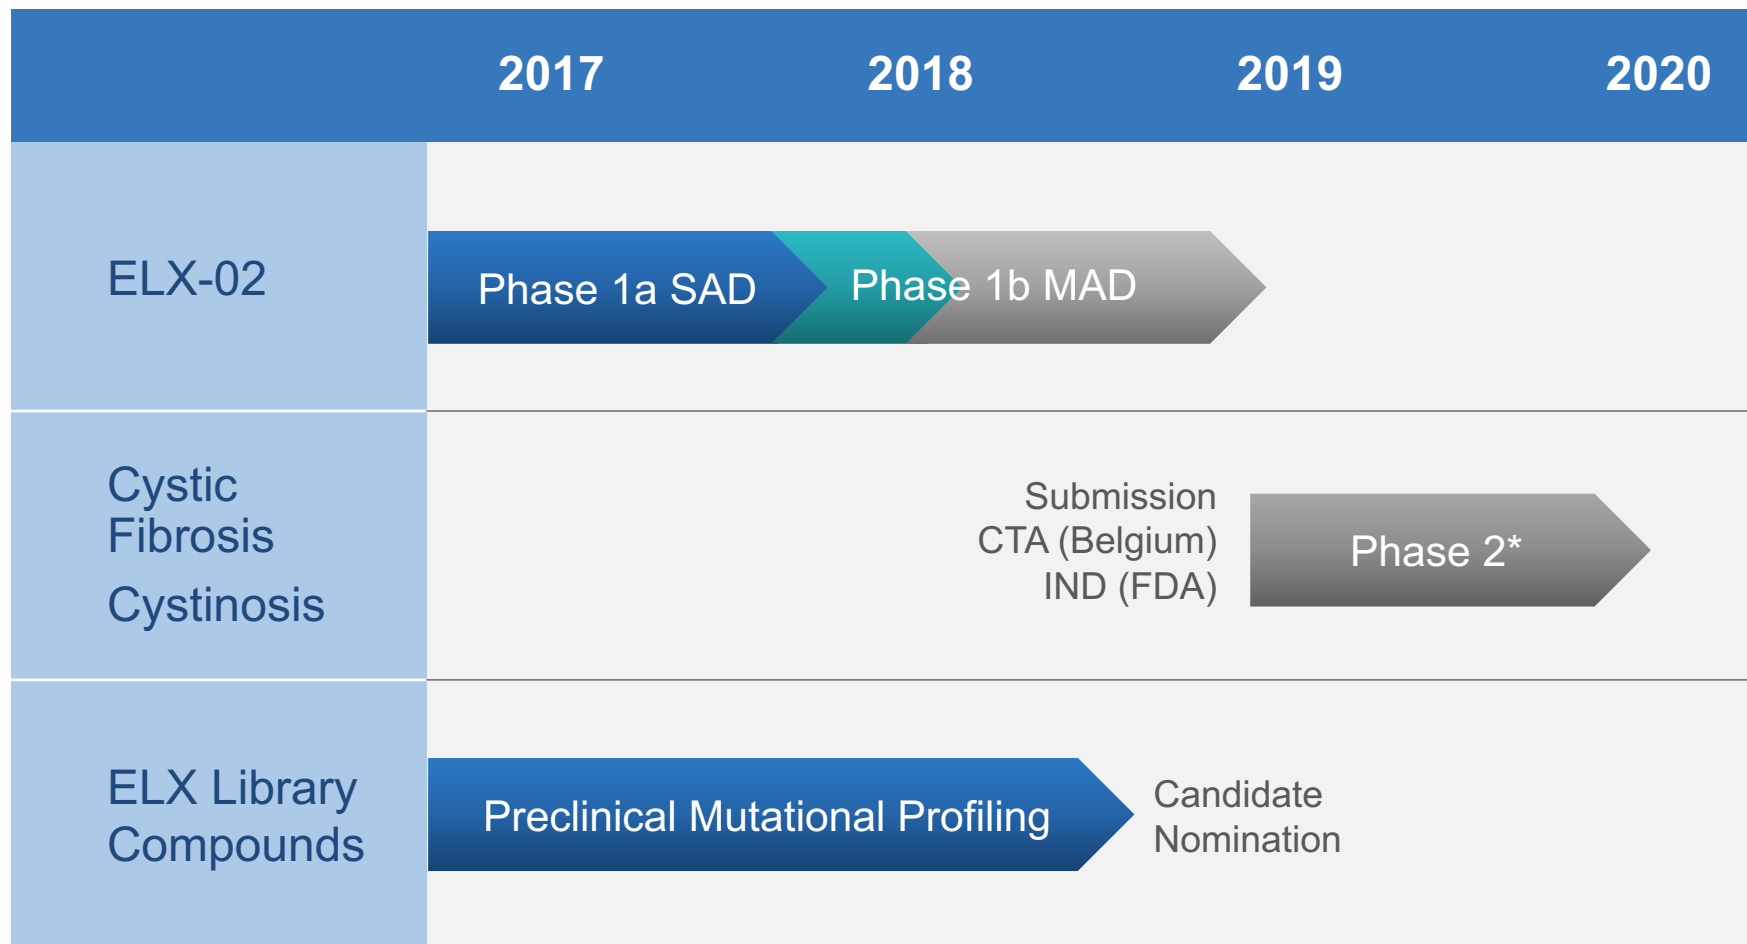 2017 2018 2019 2020
ELX-02
Phase 1a SAD
Phase 1b MAD
Cystic
Fibrosis
Cystinosis
Submission
CTA (Belgium)
IND (FDA)
Phase 2*
ELX Library
Compounds
Preclinical Mutational Profiling
Candidate
Nomination